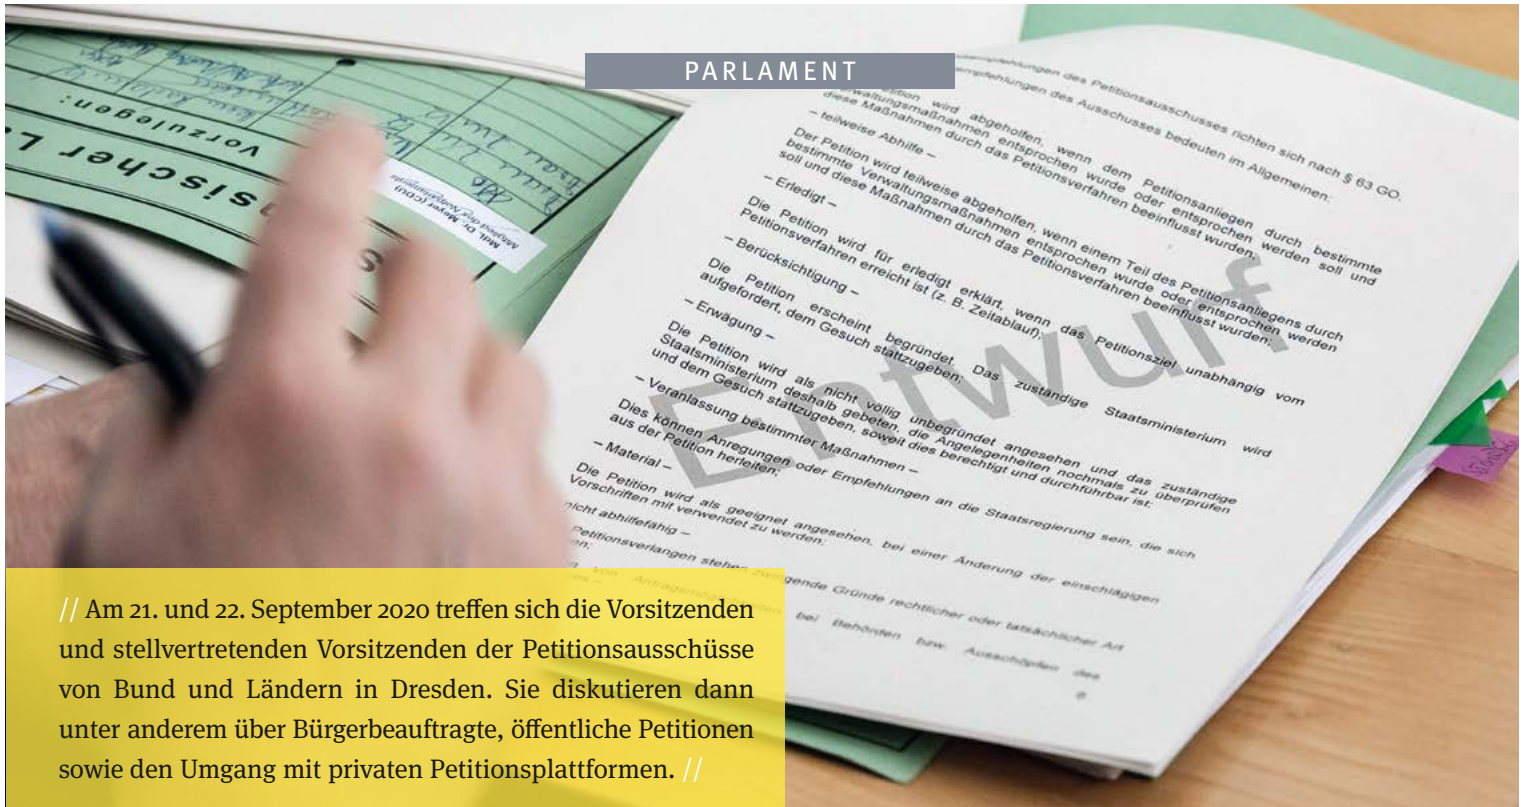 PARLAMENT
Vorzulegen:
MdL Dr. Meyer (CDU)
des Petitionsausschusses richten sich nach § 63 GO.
empfehlungen des Ausschusses bedeuten im Allgemeinen:
wird abgeholfen, wenn dem Petitionsanliegen durch bestimmte
Verwaltungsmaßnahmen entsprochen wurde oder entsprochen werden soll und
diese Maßnahmen durch das Petitionsverfahren beeinflusst wurden;
– teilweise Abhilfe –
Der Petition wird teilweise abgeholfen, wenn einem Teil des Petitionsanliegens durch
bestimmte Verwaltungsmaßnahmen entsprochen wurde oder entsprochen werden
soll und diese Maßnahmen durch das Petitionsverfahren beeinflusst wurden;
– Erledigt –
Die Petition wird für erledigt erklärt, wenn das Petitionsziel unabhängig vom
Petitionsverfahren erreicht ist (z. B. Zeitablauf);
– Berücksichtigung –
Die Petition erscheint begründet. Das zuständige Staatsministerium wird
aufgefordert, dem Gesuch stattzugeben;
– Erwägung –
Die Petition wird als nicht völlig unbegründet angesehen und das zuständige
Staatsministerium deshalb gebeten, die Angelegenheiten nochmals zu überprüfen
und dem Gesuch stattzugeben, soweit dies berechtigt und durchführbar ist;
– Veranlassung bestimmter Maßnahmen –
Dies können Anregungen oder Empfehlungen an die Staatsregierung sein, die sich
aus der Petition herleiten;
– Material –
Die Petition wird als geeignet angesehen, bei einer Änderung der einschlägigen
Vorschriften mit verwendet zu werden;
nicht abhilfefähig –
Petitionsverlangen stehen zwingende Gründe rechtlicher oder tatsächlicher Art
von Antragsmöglichkeiten bei Behörden bzw. Ausschöpfen des
Entwurf
// Am 21. und 22. September 2020 treffen sich die Vorsitzenden
und stellvertretenden Vorsitzenden der Petitionsausschüsse
von Bund und Ländern in Dresden. Sie diskutieren dann
unter anderem über Bürgerbeauftragte, öffentliche Petitionen
sowie den Umgang mit privaten Petitionsplattformen. //